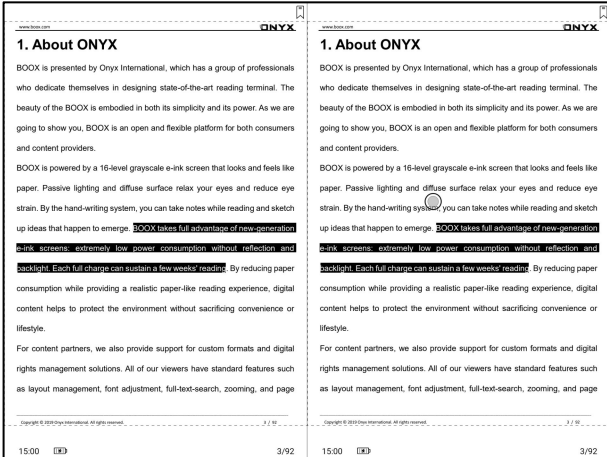 www.boox.com ONYX
1. About ONYX
BOOX is presented by Onyx International, which has a group of professionals
who dedicate themselves in designing state-of-the-art reading terminal. The
beauty of the BOOX is embodied in both its simplicity and its power. As we are
going to show you, BOOX is an open and flexible platform for both consumers
and content providers.
BOOX is powered by a 16-level grayscale e-ink screen that looks and feels like
paper. Passive lighting and diffuse surface relax your eyes and reduce eye
strain. By the hand-writing system, you can take notes while reading and sketch
up ideas that happen to emerge. BOOX takes full advantage of new-generation
e-ink screens: extremely low power consumption without reflection and
backlight. Each full charge can sustain a few weeks' reading. By reducing paper
consumption while providing a realistic paper-like reading experience, digital
content helps to protect the environment without sacrificing convenience or
lifestyle.
For content partners, we also provide support for custom formats and digital
rights management solutions. All of our viewers have standard features such
as layout management, font adjustment, full-text-search, zooming, and page
Copyright © 2019 Onyx International. All rights reserved. 3 / 92
15:00 3/92
www.boox.com ONYX
1. About ONYX
BOOX is presented by Onyx International, which has a group of professionals
who dedicate themselves in designing state-of-the-art reading terminal. The
beauty of the BOOX is embodied in both its simplicity and its power. As we are
going to show you, BOOX is an open and flexible platform for both consumers
and content providers.
BOOX is powered by a 16-level grayscale e-ink screen that looks and feels like
paper. Passive lighting and diffuse surface relax your eyes and reduce eye
strain. By the hand-writing system, you can take notes while reading and sketch
up ideas that happen to emerge. BOOX takes full advantage of new-generation
e-ink screens: extremely low power consumption without reflection and
backlight. Each full charge can sustain a few weeks' reading. By reducing paper
consumption while providing a realistic paper-like reading experience, digital
content helps to protect the environment without sacrificing convenience or
lifestyle.
For content partners, we also provide support for custom formats and digital
rights management solutions. All of our viewers have standard features such
as layout management, font adjustment, full-text-search, zooming, and page
Copyright © 2019 Onyx International. All rights reserved. 3 / 92
15:00 3/92